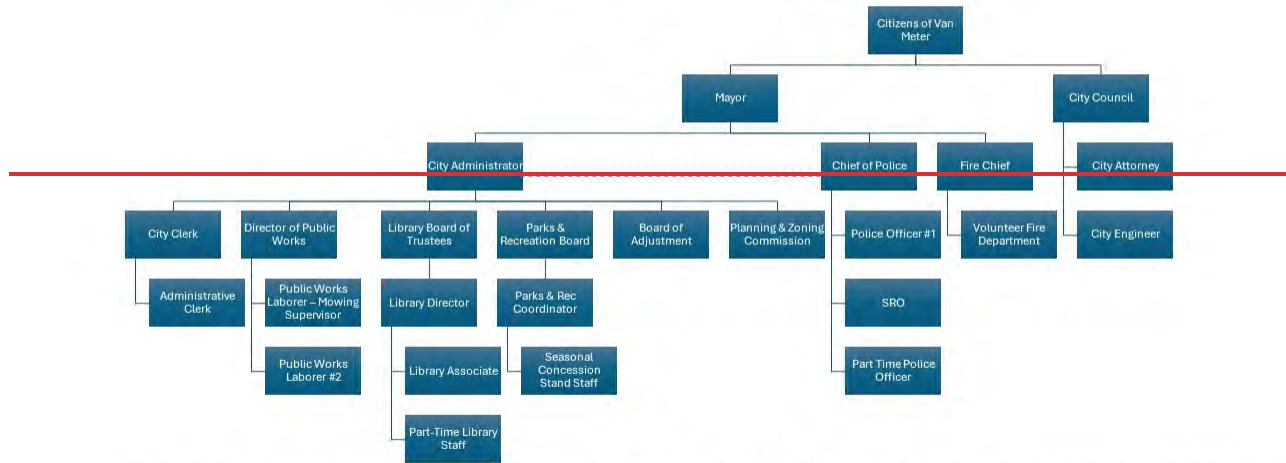 Citizens of Van
Meter
Mayor
City Council
City Administrator
Chief of Police
Fire Chief
City Attorney
City Clerk
Director of Public
Works
Library Board of
Trustees
Parks &
Recreation Board
Board of
Adjustment
Planning & Zoning
Commission
Police Officer #1
Volunteer Fire
Department
City Engineer
Administrative
Clerk
Public Works
Laborer – Mowing
Supervisor
Library Director
Parks & Rec
Coordinator
SRO
Public Works
Laborer #2
Library Associate
Seasonal
Concession
Stand Staff
Part Time Police
Officer
Part-Time Library
Staff